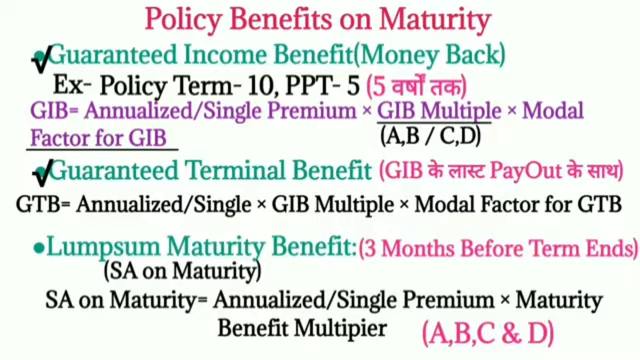 Policy Benefits on Maturity
Guaranteed Income Benefit(Money Back)
Ex- Policy Term- 10, PPT- 5 (5 वर्षों तक)
GIB= Annualized/Single Premium × GIB Multiple × Modal
Factor for GIB (A,B / C,D)
Guaranteed Terminal Benefit (GIB के लास्ट PayOut के साथ)
GTB= Annualized/Single × GIB Multiple × Modal Factor for GTB
•Lumpsum Maturity Benefit:(3 Months Before Term Ends)
(SA on Maturity)
SA on Maturity= Annualized/Single Premium × Maturity
Benefit Multipier (A,B,C & D)